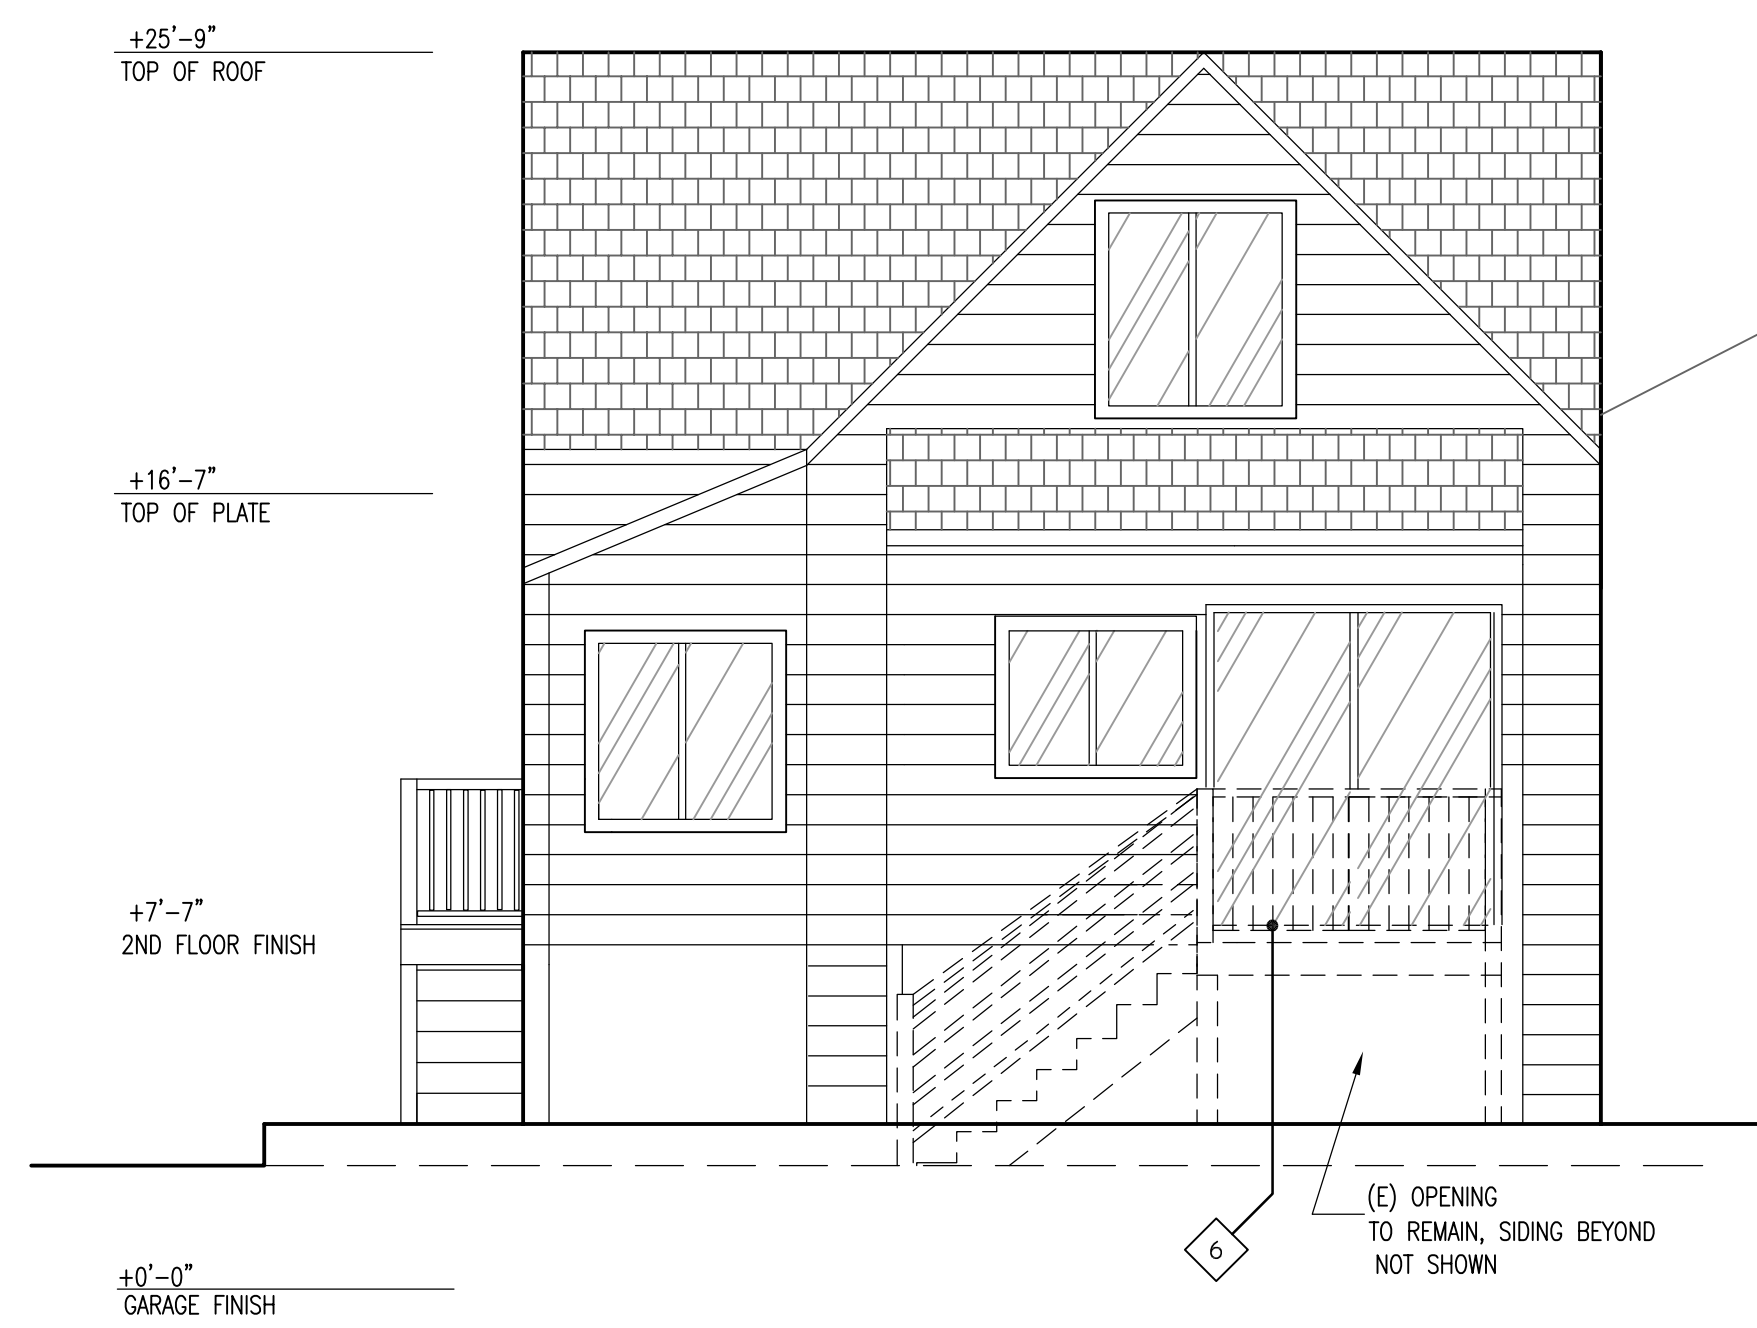 +25'-9"
TOP OF ROOF
+16'-7"
TOP OF PLATE
+7'-7"
2ND FLOOR FINISH
(E) OPENING
TO REMAIN, SIDING BEYOND
NOT SHOWN
6
+0'-0"
GARAGE FINISH